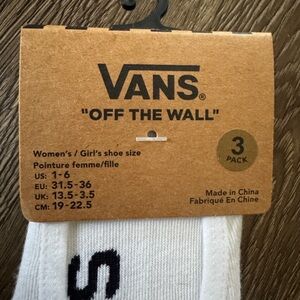 VANS®
"OFF THE WALL"
3
PACK
Women's / Girl's shoe size
Pointure femme/fille
US: 1-6
EU: 31.5-36
UK: 13.5-3.5
CM: 19-22.5
Made in China
Fabriqué En Chine
S